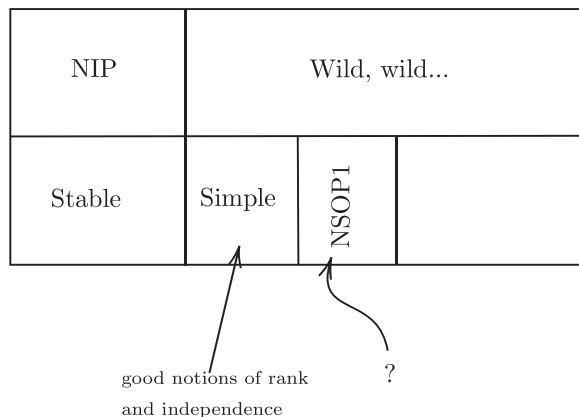 NIP
Wild, wild...
Stable
Simple
NSOP1
good notions of rank
and independence
?